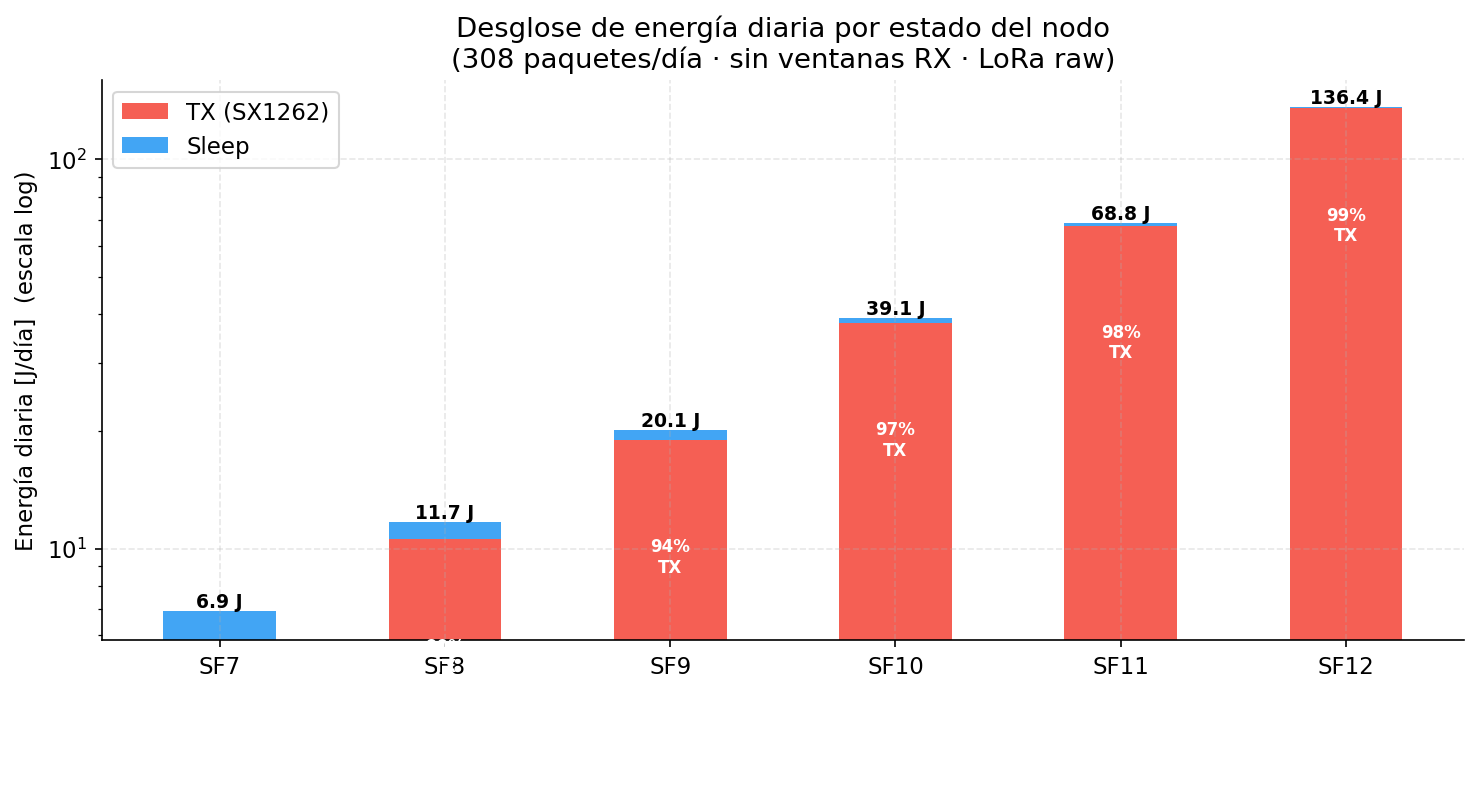 Desglose de energía diaria por estado del nodo
(308 paquetes/día · sin ventanas RX · LoRa raw)
TX (SX1262)
Sleep
Energía diaria [J/día]  (escala log)
10²
10¹
6.9 J
11.7 J
20.1 J
39.1 J
68.8 J
136.4 J
94%
TX
97%
TX
98%
TX
99%
TX
SF7
SF8
SF9
SF10
SF11
SF12